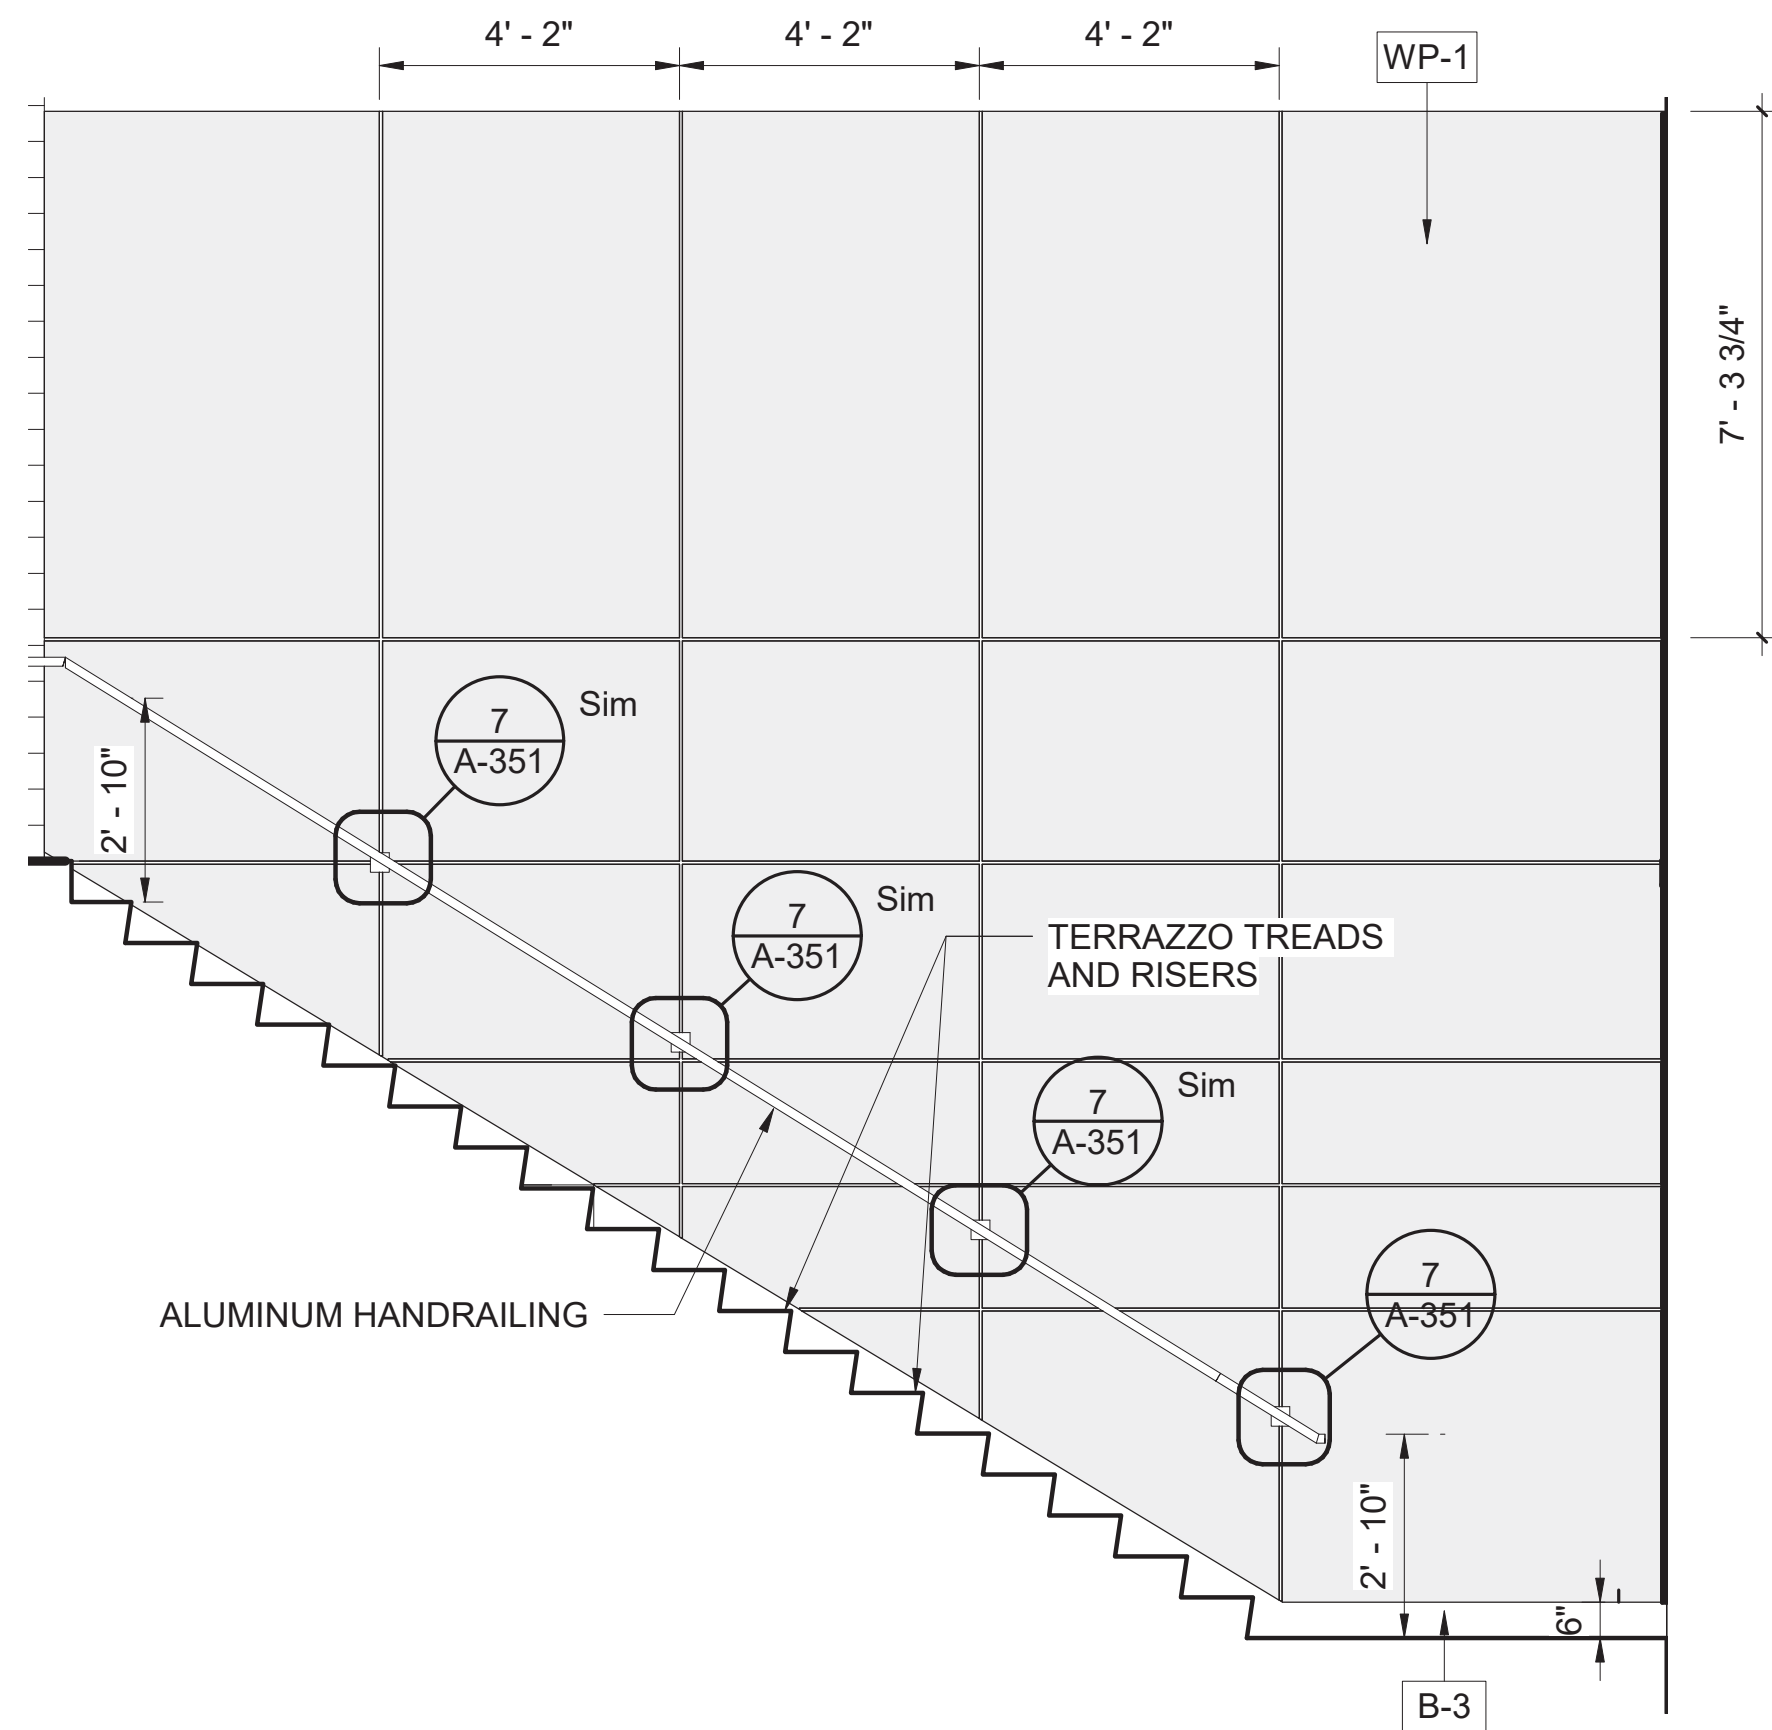 4' - 2"
4' - 2"
4' - 2"
WP-1
7' - 3 3/4"
7
A-351
Sim
2' - 10"
7
A-351
Sim
TERRAZZO TREADS
AND RISERS
7
A-351
Sim
7
A-351
ALUMINUM HANDRAILING
2' - 10"
6"
B-3